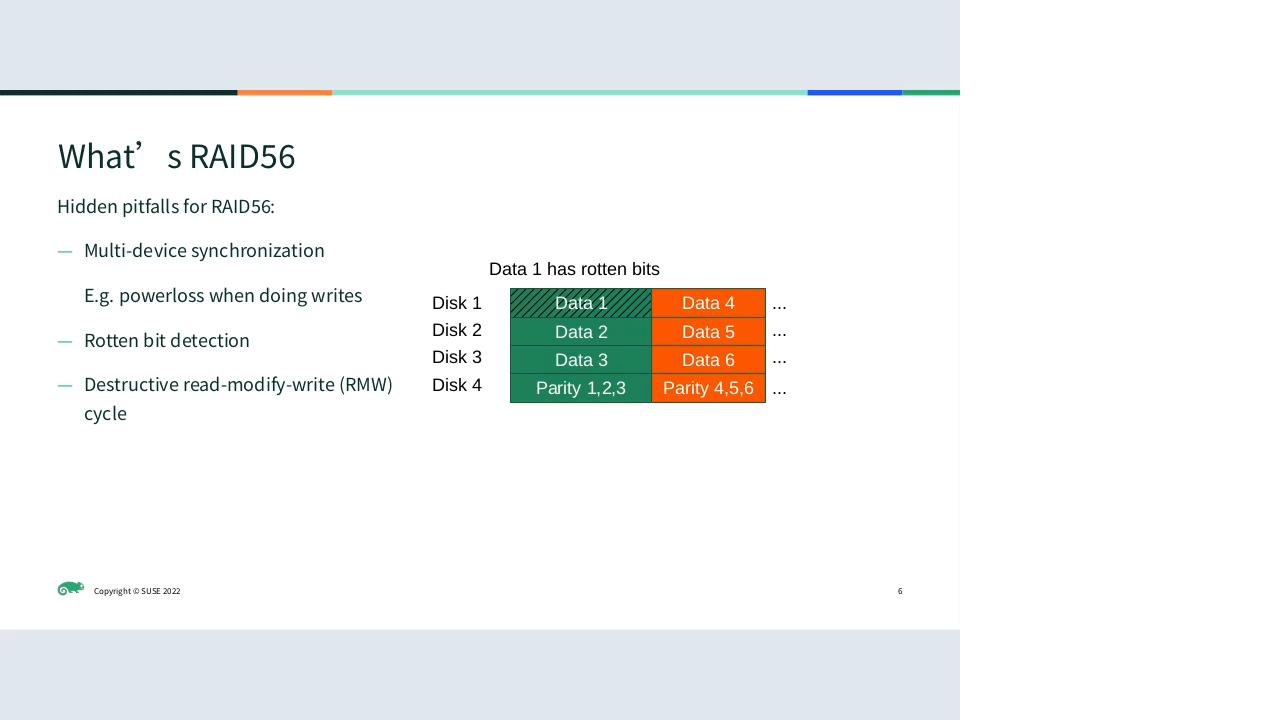 What’s RAID56
Hidden pitfalls for RAID56:
— Multi-device synchronization
E.g. powerloss when doing writes
— Rotten bit detection
— Destructive read-modify-write (RMW)
cycle
Data 1 has rotten bits
Disk 1 Data 1 Data 4 ...
Disk 2 Data 2 Data 5 ...
Disk 3 Data 3 Data 6 ...
Disk 4 Parity 1,2,3 Parity 4,5,6 ...
Copyright © SUSE 2022
6